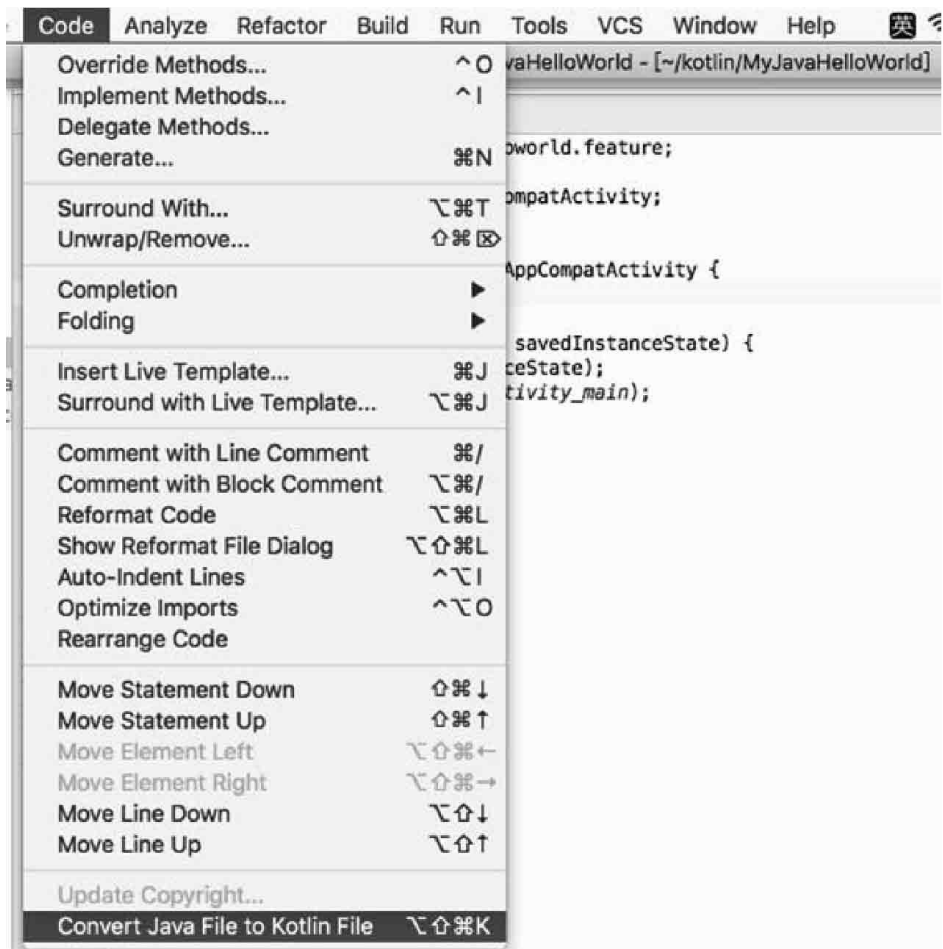 Code Analyze Refactor Build Run Tools VCS Window Help 英
vaHelloWorld - [~/kotlin/MyJavaHelloWorld]
Override Methods... ^O
Implement Methods... ^I
Delegate Methods...
Generate... ⌘N
Surround With... ⌥⌘T
Unwrap/Remove... ⇧⌘⌦
Completion ▶
Folding ▶
Insert Live Template... ⌘J
Surround with Live Template... ⌥⌘J
Comment with Line Comment ⌘/
Comment with Block Comment ⌥⌘/
Reformat Code ⌥⌘L
Show Reformat File Dialog ⌥⇧⌘L
Auto-Indent Lines ^⌥I
Optimize Imports ^⌥O
Rearrange Code
Move Statement Down ⇧⌘↓
Move Statement Up ⇧⌘↑
Move Element Left ⌥⇧⌘←
Move Element Right ⌥⇧⌘→
Move Line Down ⌥⇧↓
Move Line Up ⌥⇧↑
Update Copyright...
Convert Java File to Kotlin File ⌥⇧⌘K
oworld.feature;
ompatActivity;
AppCompatActivity {
savedInstanceState) {
ceState);
tivity_main);